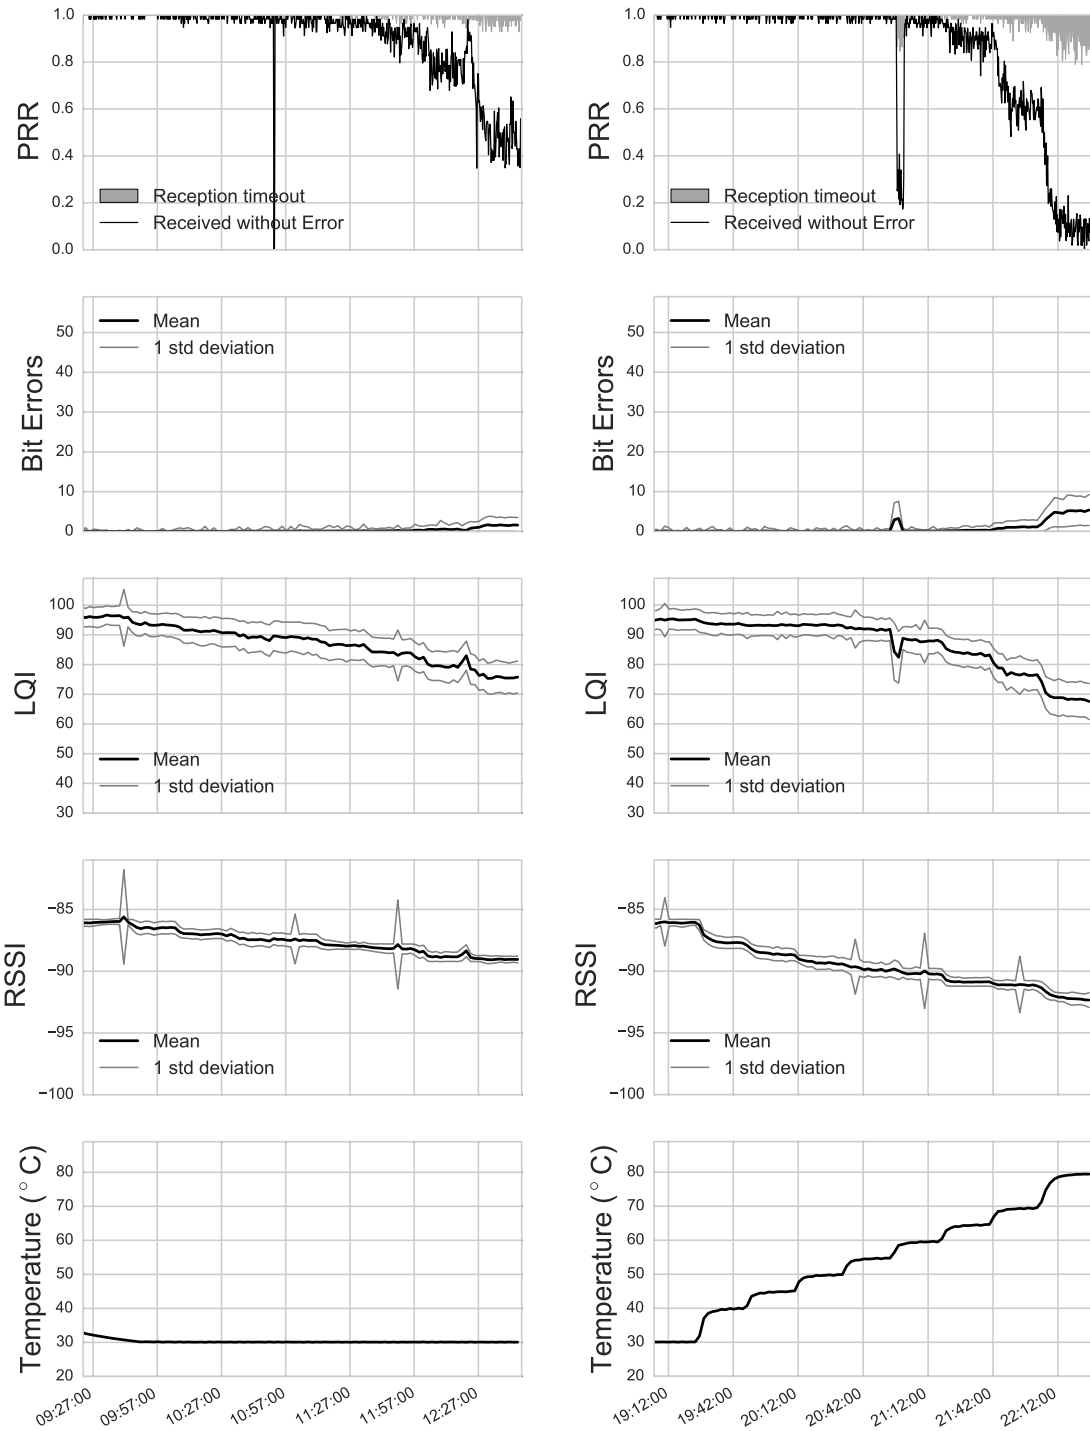 1.0
0.8
0.6
0.4
0.2
0.0
PRR
Reception timeout
Received without Error
1.0
0.8
0.6
0.4
0.2
0.0
PRR
Reception timeout
Received without Error
50
40
30
20
10
0
Bit Errors
Mean
1 std deviation
50
40
30
20
10
0
Bit Errors
Mean
1 std deviation
100
90
80
70
60
50
40
30
LQI
Mean
1 std deviation
100
90
80
70
60
50
40
30
LQI
Mean
1 std deviation
−85
−90
−95
−100
RSSI
Mean
1 std deviation
−85
−90
−95
−100
RSSI
Mean
1 std deviation
80
70
60
50
40
30
20
Temperature (°C)
09:27:00 09:57:00 10:27:00 10:57:00 11:27:00 11:57:00 12:27:00
80
70
60
50
40
30
20
Temperature (°C)
19:12:00 19:42:00 20:12:00 20:42:00 21:12:00 21:42:00 22:12:00